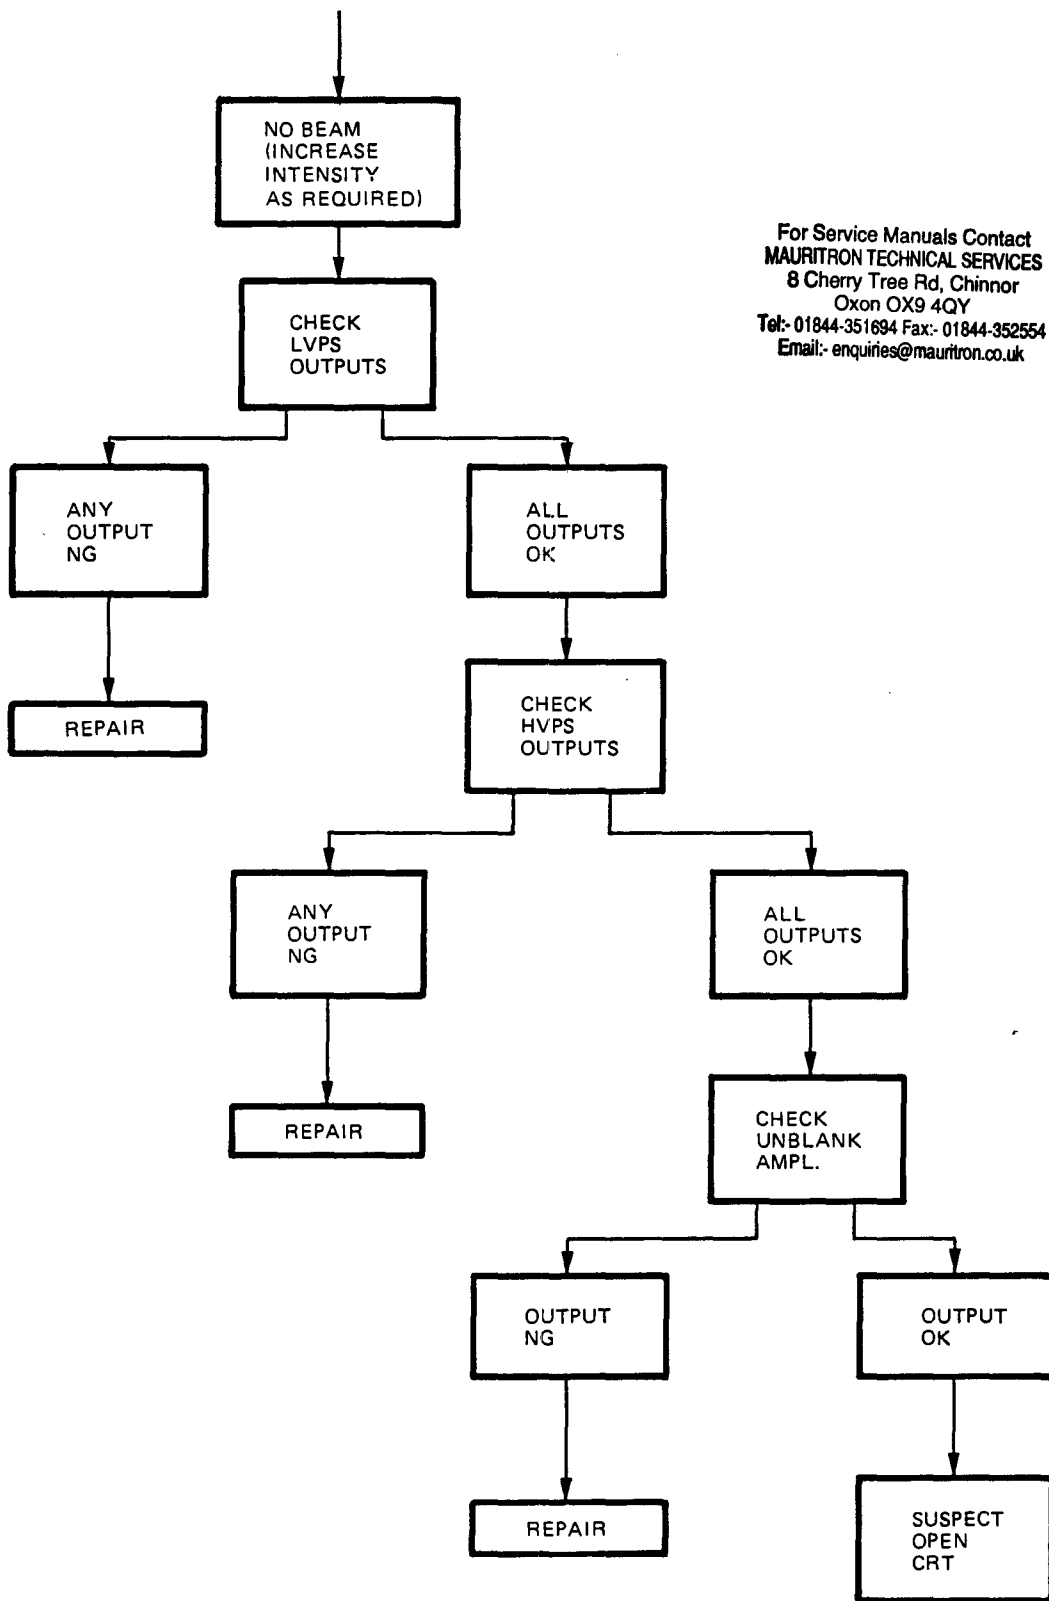 NO BEAM
(INCREASE
INTENSITY
AS REQUIRED)
For Service Manuals Contact
MAURITRON TECHNICAL SERVICES
8 Cherry Tree Rd, Chinnor
Oxon OX9 4QY
Tel:- 01844-351694 Fax:- 01844-352554
Email:- enquiries@mauritron.co.uk
CHECK
LVPS
OUTPUTS
ANY
OUTPUT
NG
ALL
OUTPUTS
OK
REPAIR
CHECK
HVPS
OUTPUTS
ANY
OUTPUT
NG
ALL
OUTPUTS
OK
REPAIR
CHECK
UNBLANK
AMPL.
OUTPUT
NG
OUTPUT
OK
REPAIR
SUSPECT
OPEN
CRT